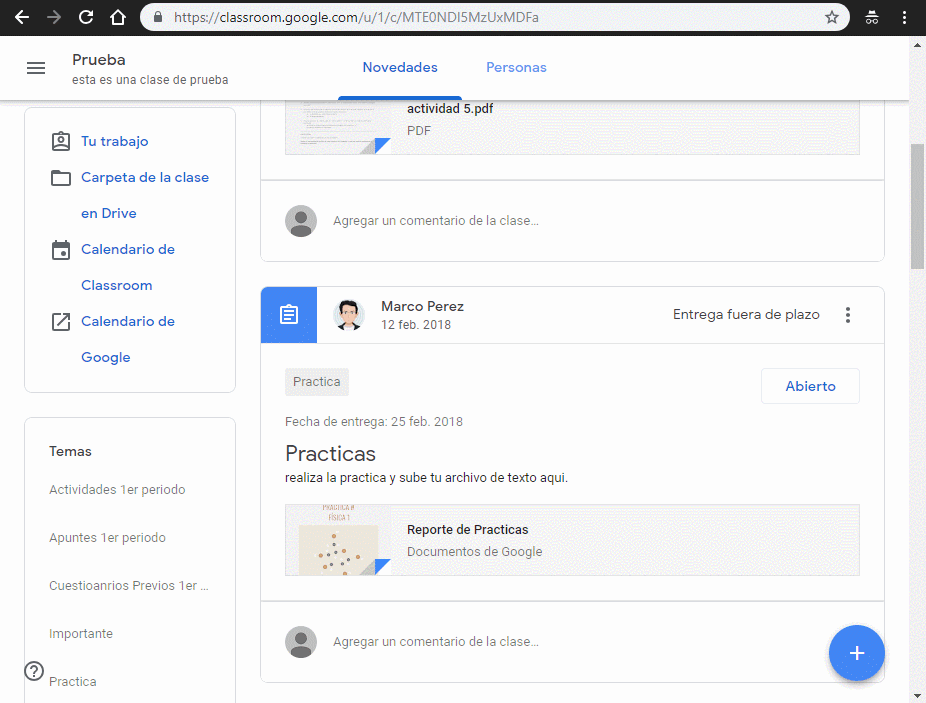 https://classroom.google.com/u/1/c/MTE0NDI5MzUxMDFa
Prueba
esta es una clase de prueba
Novedades
Personas
Tu trabajo
Carpeta de la clase
en Drive
Calendario de
Classroom
Calendario de
Google
Temas
Actividades 1er periodo
Apuntes 1er periodo
Cuestioanrios Previos 1er ...
Importante
Practica
actividad 5.pdf
PDF
Agregar un comentario de la clase...
Marco Perez
12 feb. 2018
Entrega fuera de plazo
Practica
Abierto
Fecha de entrega: 25 feb. 2018
Practicas
realiza la practica y sube tu archivo de texto aqui.
PRÁCTICA #
FÍSICA 1
Reporte de Practicas
Documentos de Google
Agregar un comentario de la clase...